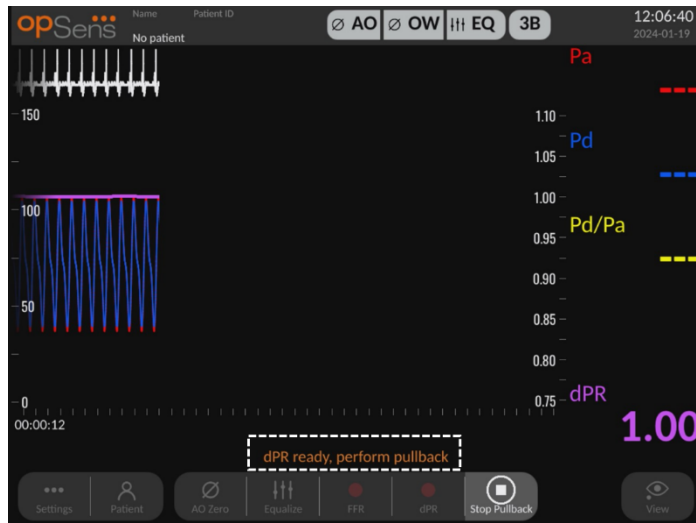 opSens
Name Patient ID
No patient
AO OW EQ 3B
12:06:40
2024-01-19
Pa
150
1.10
Pd
1.05
1.00
100
Pd/Pa
0.95
0.90
50
0.85
0.80
0
0.75
dPR
00:00:12
1.00
dPR ready, perform pullback
Settings Patient AO Zero Equalize FFR dPR Stop Pullback View